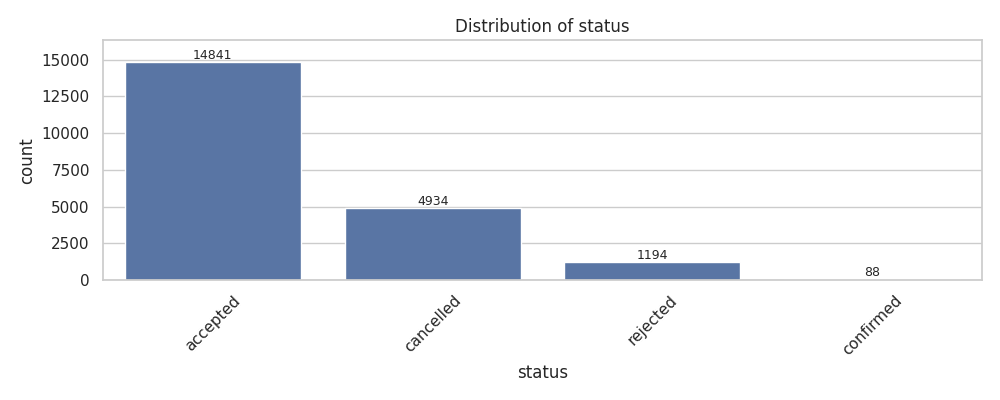 Distribution of status
count
15000
12500
10000
7500
5000
2500
0
14841
4934
1194
88
accepted
cancelled
rejected
confirmed
status